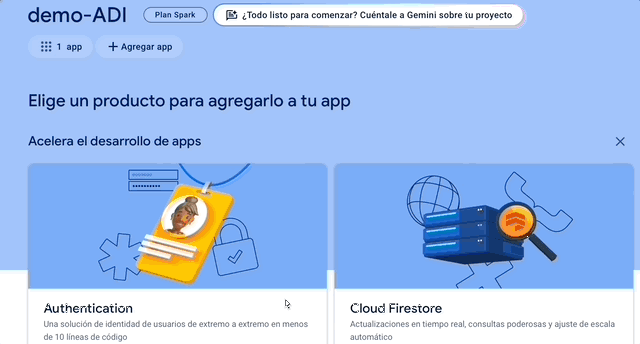 demo-ADI
Plan Spark
¿Todo listo para comenzar? Cuéntale a Gemini sobre tu proyecto
1 app
+ Agregar app
Elige un producto para agregarlo a tu app
Acelera el desarrollo de apps
Authentication
Una solución de identidad de usuarios de extremo a extremo en menos
de 10 líneas de código
Cloud Firestore
Actualizaciones en tiempo real, consultas poderosas y ajuste de escala
automático